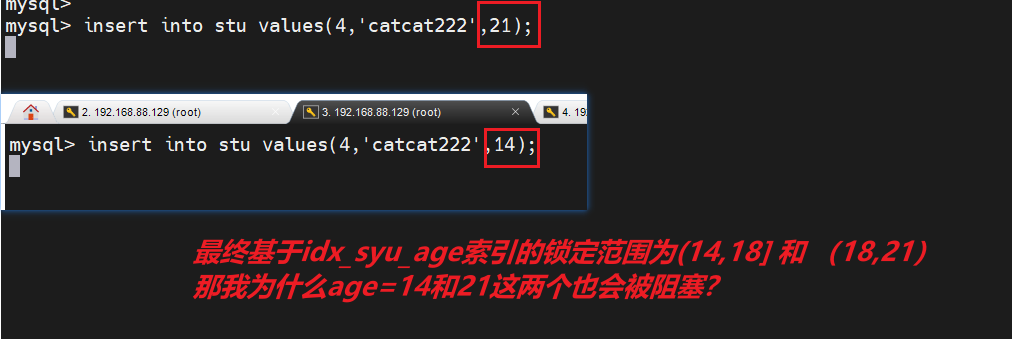 mysql>
mysql> insert into stu values(4,'catcat222',21);
2. 192.168.88.129 (root)
3. 192.168.88.129 (root)
4. 19
mysql> insert into stu values(4,'catcat222',14);
最终基于idx_syu_age索引的锁定范围为(14,18] 和 （18,21）
那我为什么age=14和21这两个也会被阻塞？